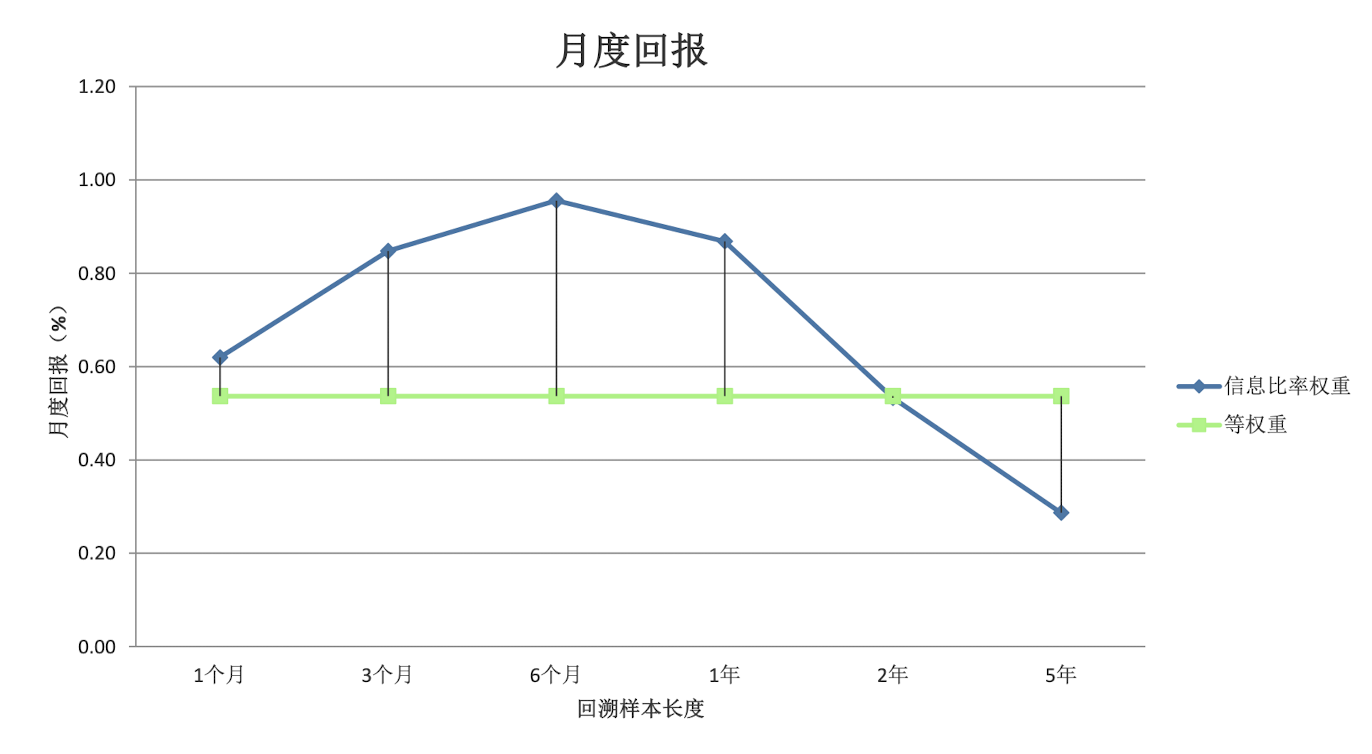 月度回报
1.20
1.00
0.80
0.60
0.40
0.20
0.00
月度回报（%）
1个月
3个月
6个月
1年
2年
5年
回溯样本长度
信息比率权重
等权重